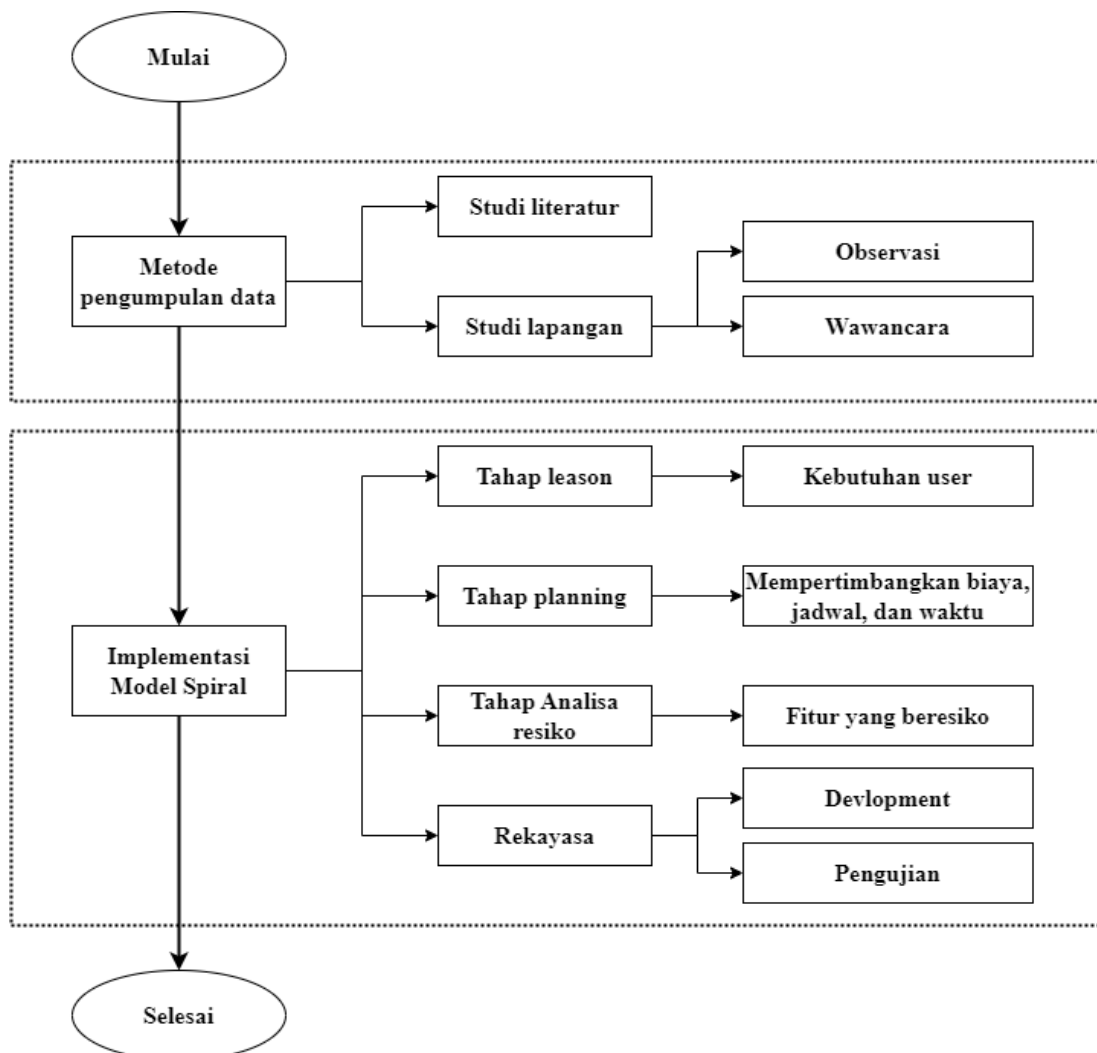 Mulai
Metode
pengumpulan data
Studi literatur
Studi lapangan
Observasi
Wawancara
Implementasi
Model Spiral
Tahap leason
Kebutuhan user
Tahap planning
Mempertimbangkan biaya,
jadwal, dan waktu
Tahap Analisa
resiko
Fitur yang beresiko
Rekayasa
Devlopment
Pengujian
Selesai